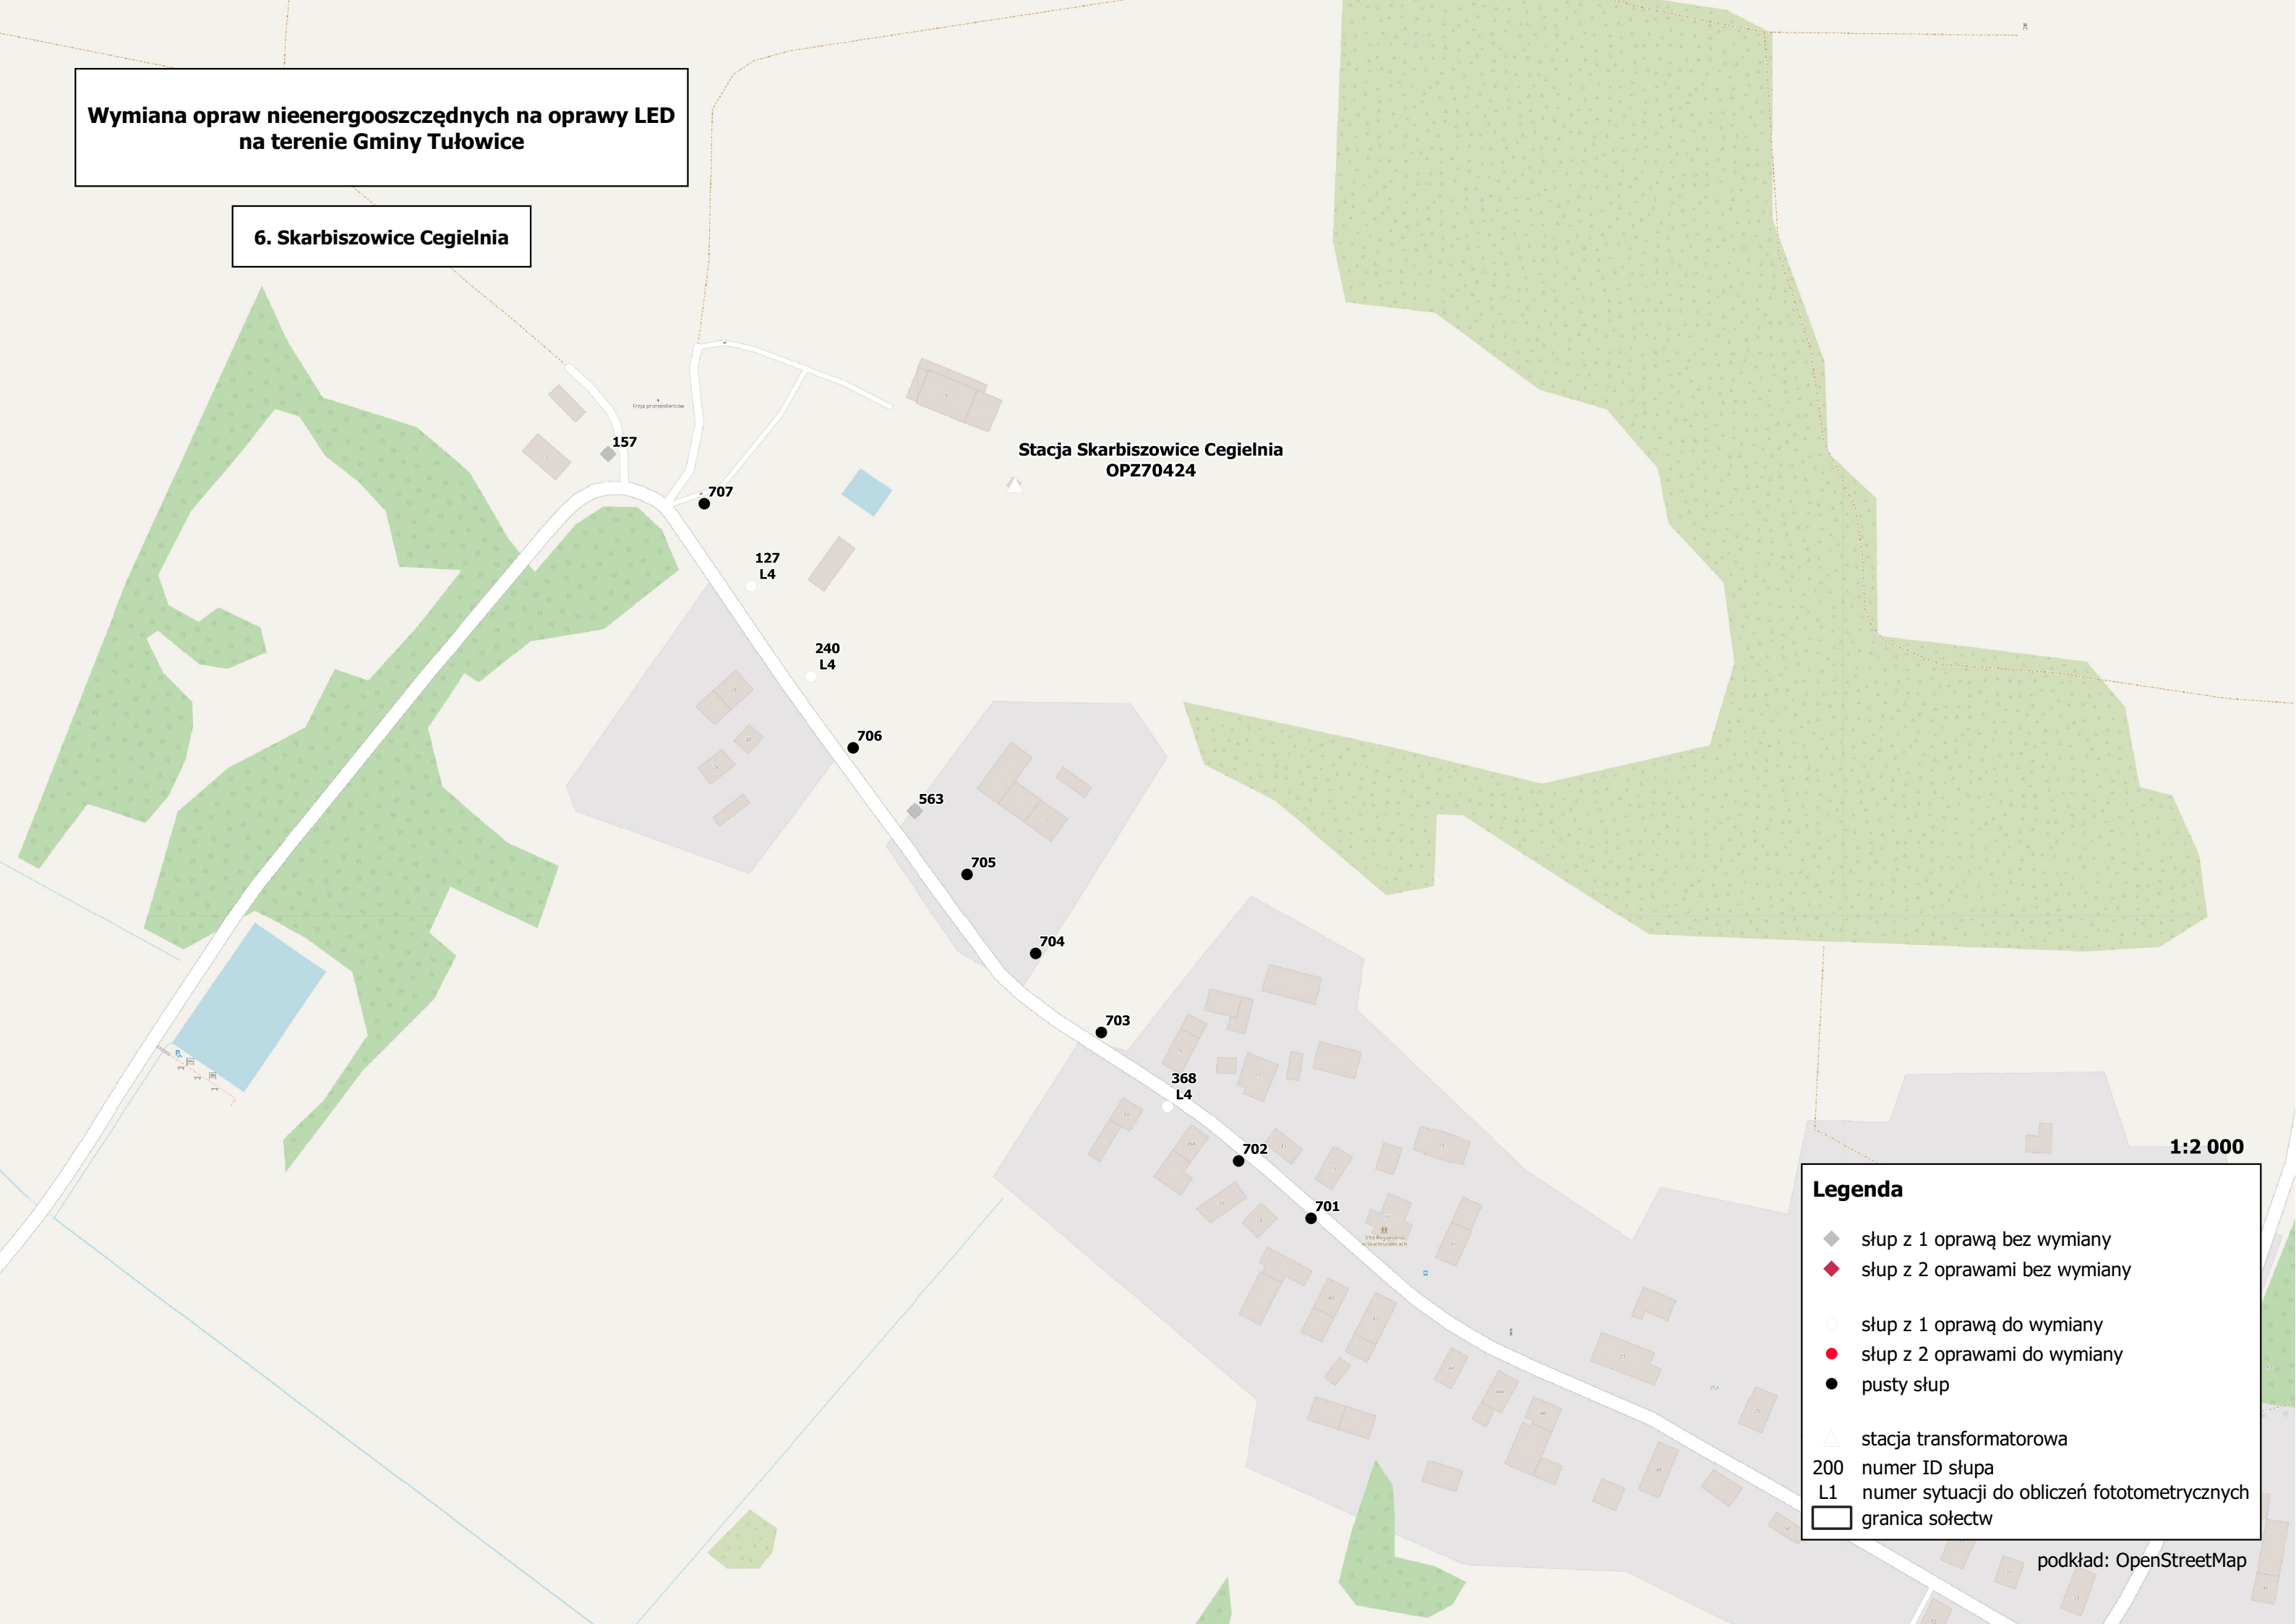 Wymiana opraw nieenergooszczędnych na oprawy LED
na terenie Gminy Tułowice
6. Skarbiszowice Cegielnia
157
Stacja Skarbiszowice Cegielnia
OPZ70424
707
127
L4
240
L4
706
563
705
704
703
368
L4
702
701
1:2 000
Legenda
słup z 1 oprawą bez wymiany
słup z 2 oprawami bez wymiany
słup z 1 oprawą do wymiany
słup z 2 oprawami do wymiany
pusty słup
stacja transformatorowa
200 numer ID słupa
L1 numer sytuacji do obliczeń fototometrycznych
granica sołectw
podkład: OpenStreetMap